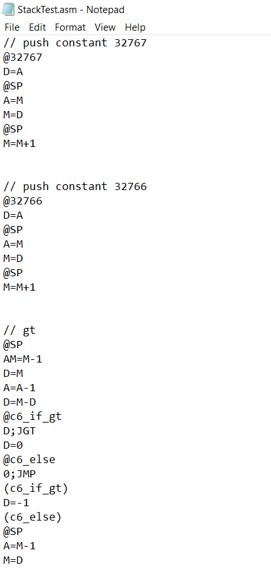 StackTest.asm - Notepad
File Edit Format View Help
// push constant 32767
@32767
D=A
@SP
A=M
M=D
@SP
M=M+1
// push constant 32766
@32766
D=A
@SP
A=M
M=D
@SP
M=M+1
// gt
@SP
AM=M-1
D=M
A=A-1
D=M-D
@c6_if_gt
D;JGT
D=0
@c6_else
0;JMP
(c6_if_gt)
D=-1
(c6_else)
@SP
A=M-1
M=D